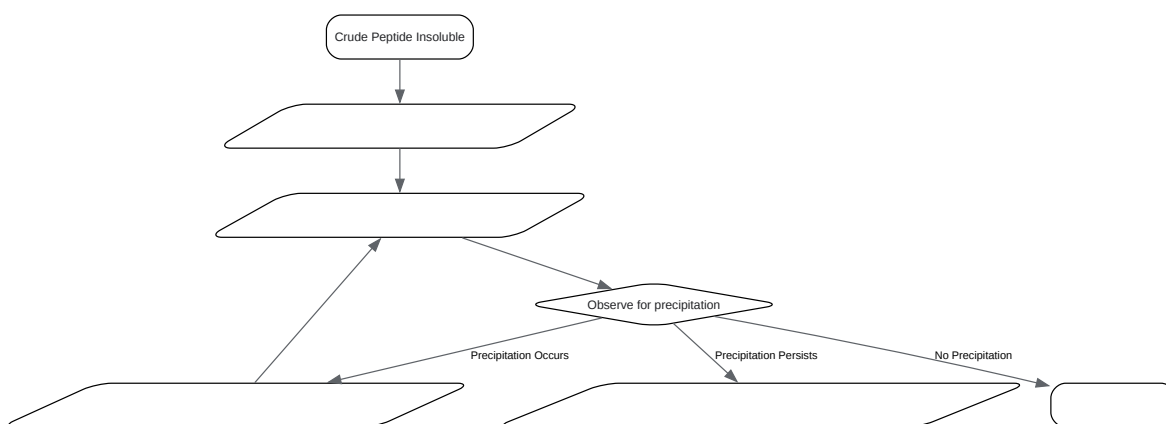 Crude Peptide Insoluble
Observe for precipitation
Precipitation Occurs
Precipitation Persists
No Precipitation